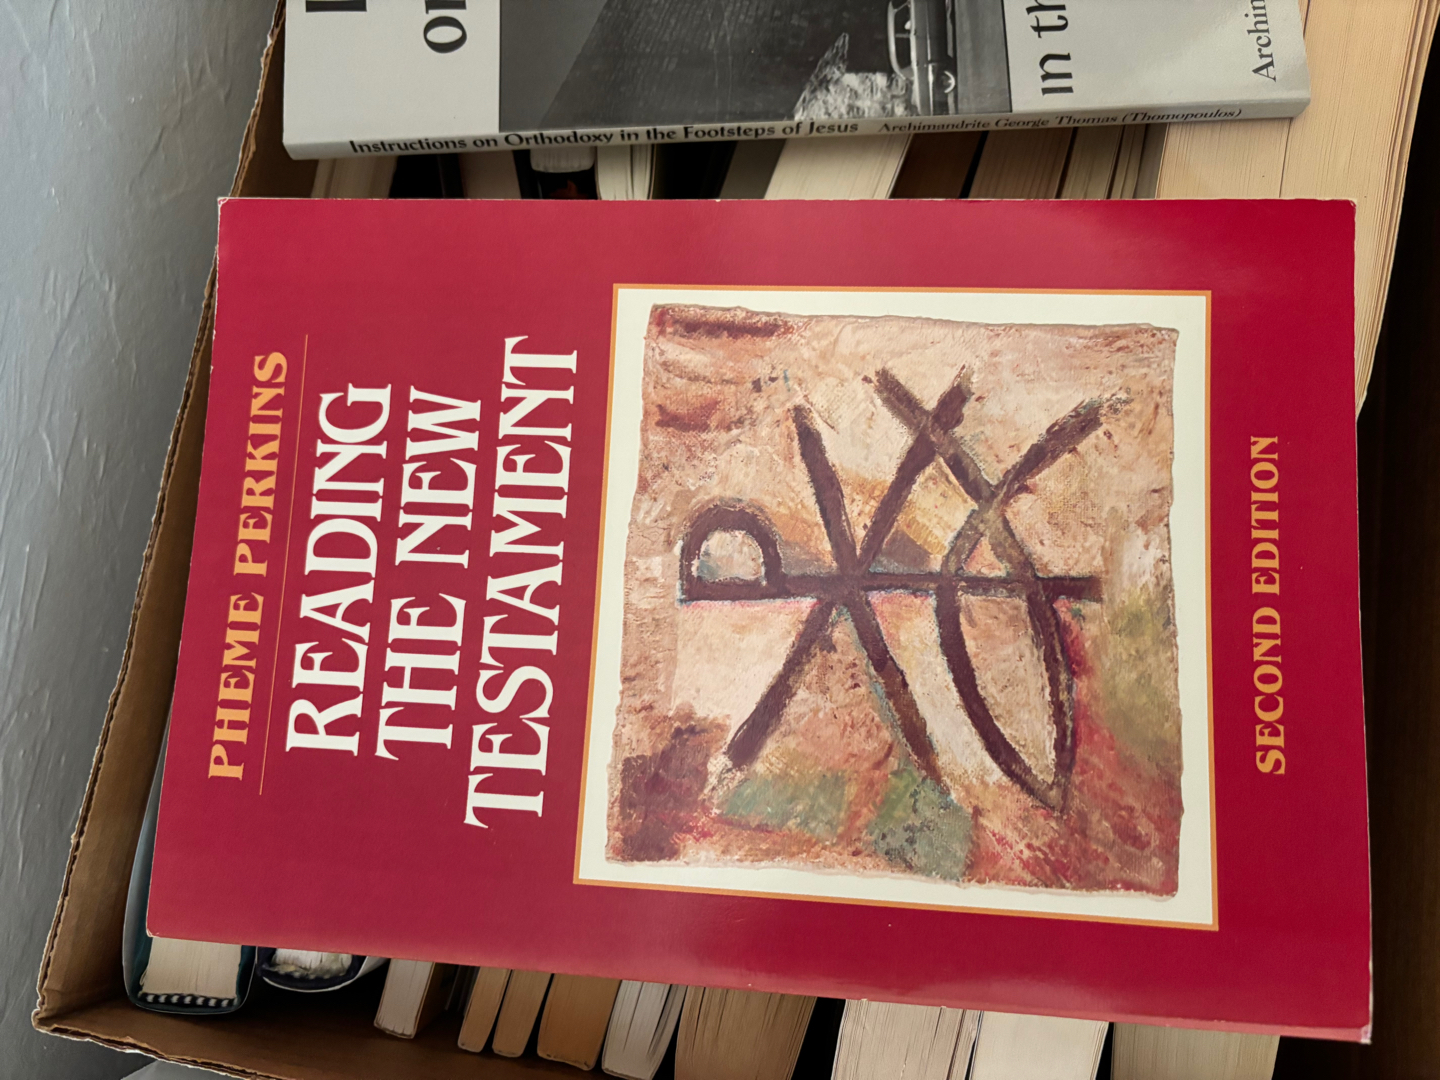 Instructions on Orthodoxy in the Footsteps of Jesus Archimandrite George Thomas (Thomopoulos)
in th
Archim
PHEME PERKINS
READING
THE NEW
TESTAMENT
SECOND EDITION